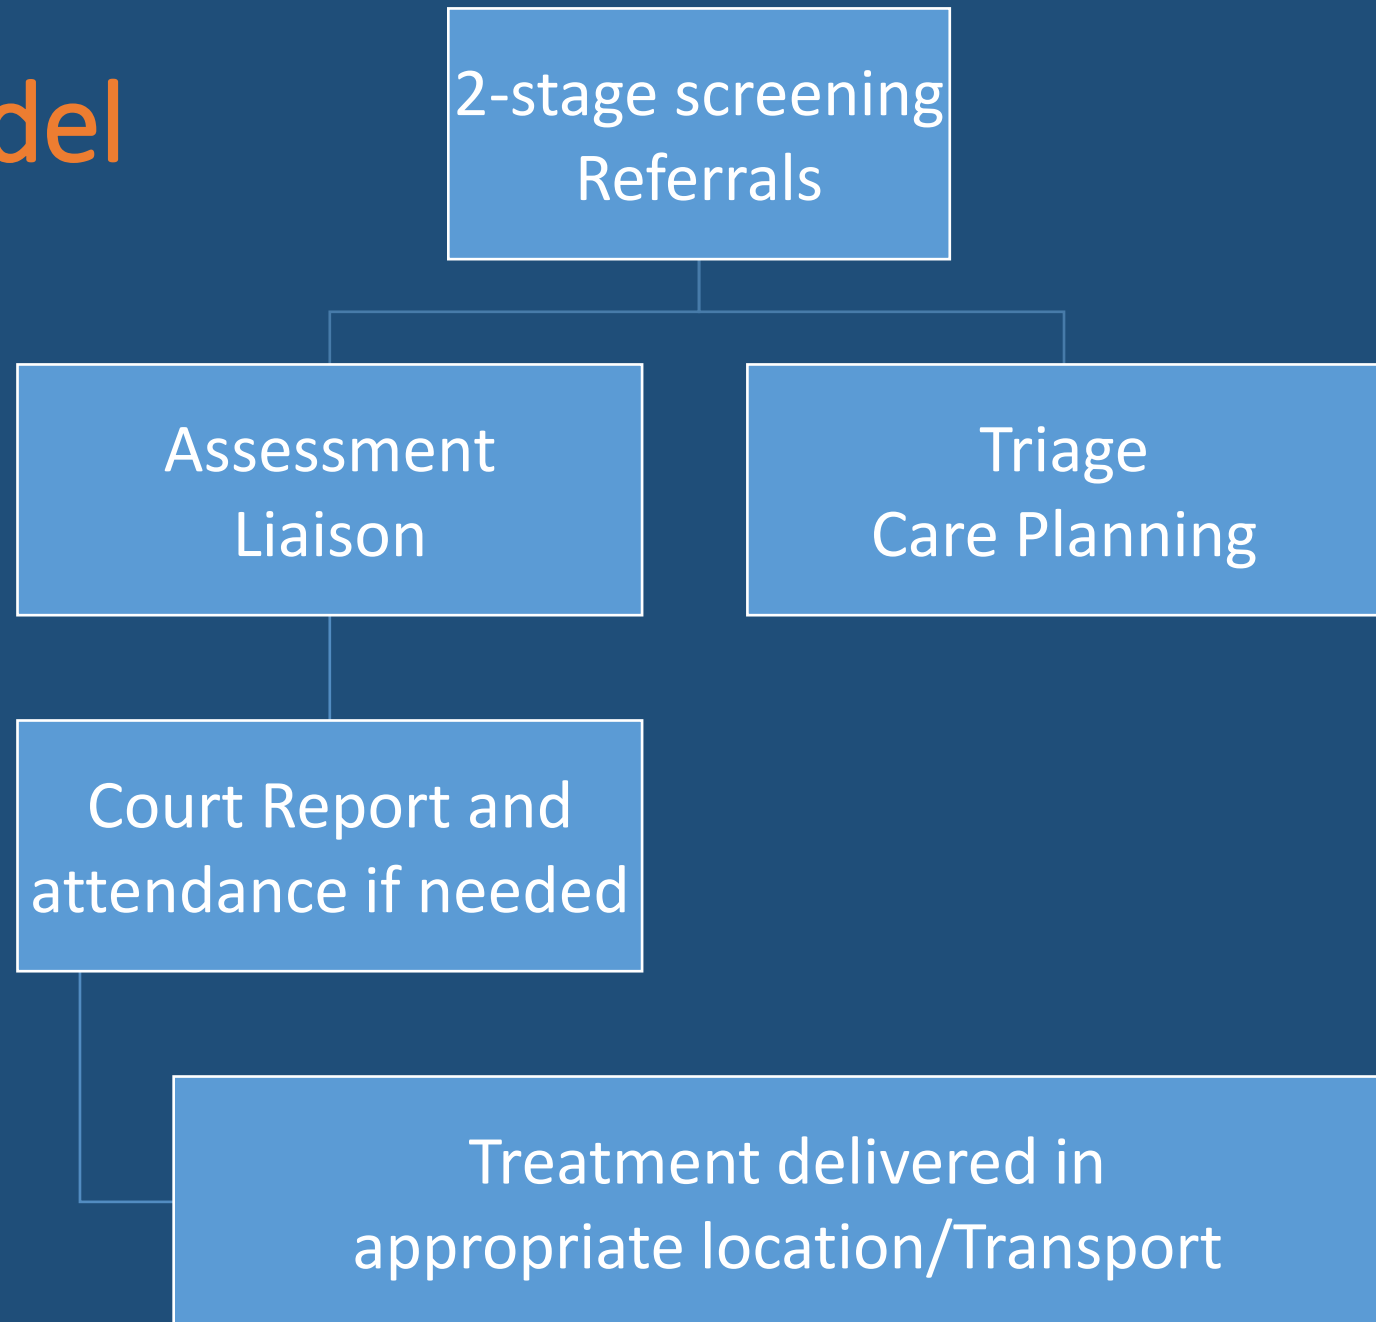 del
2-stage screening
Referrals
Assessment
Liaison
Triage
Care Planning
Court Report and
attendance if needed
Treatment delivered in
appropriate location/Transport